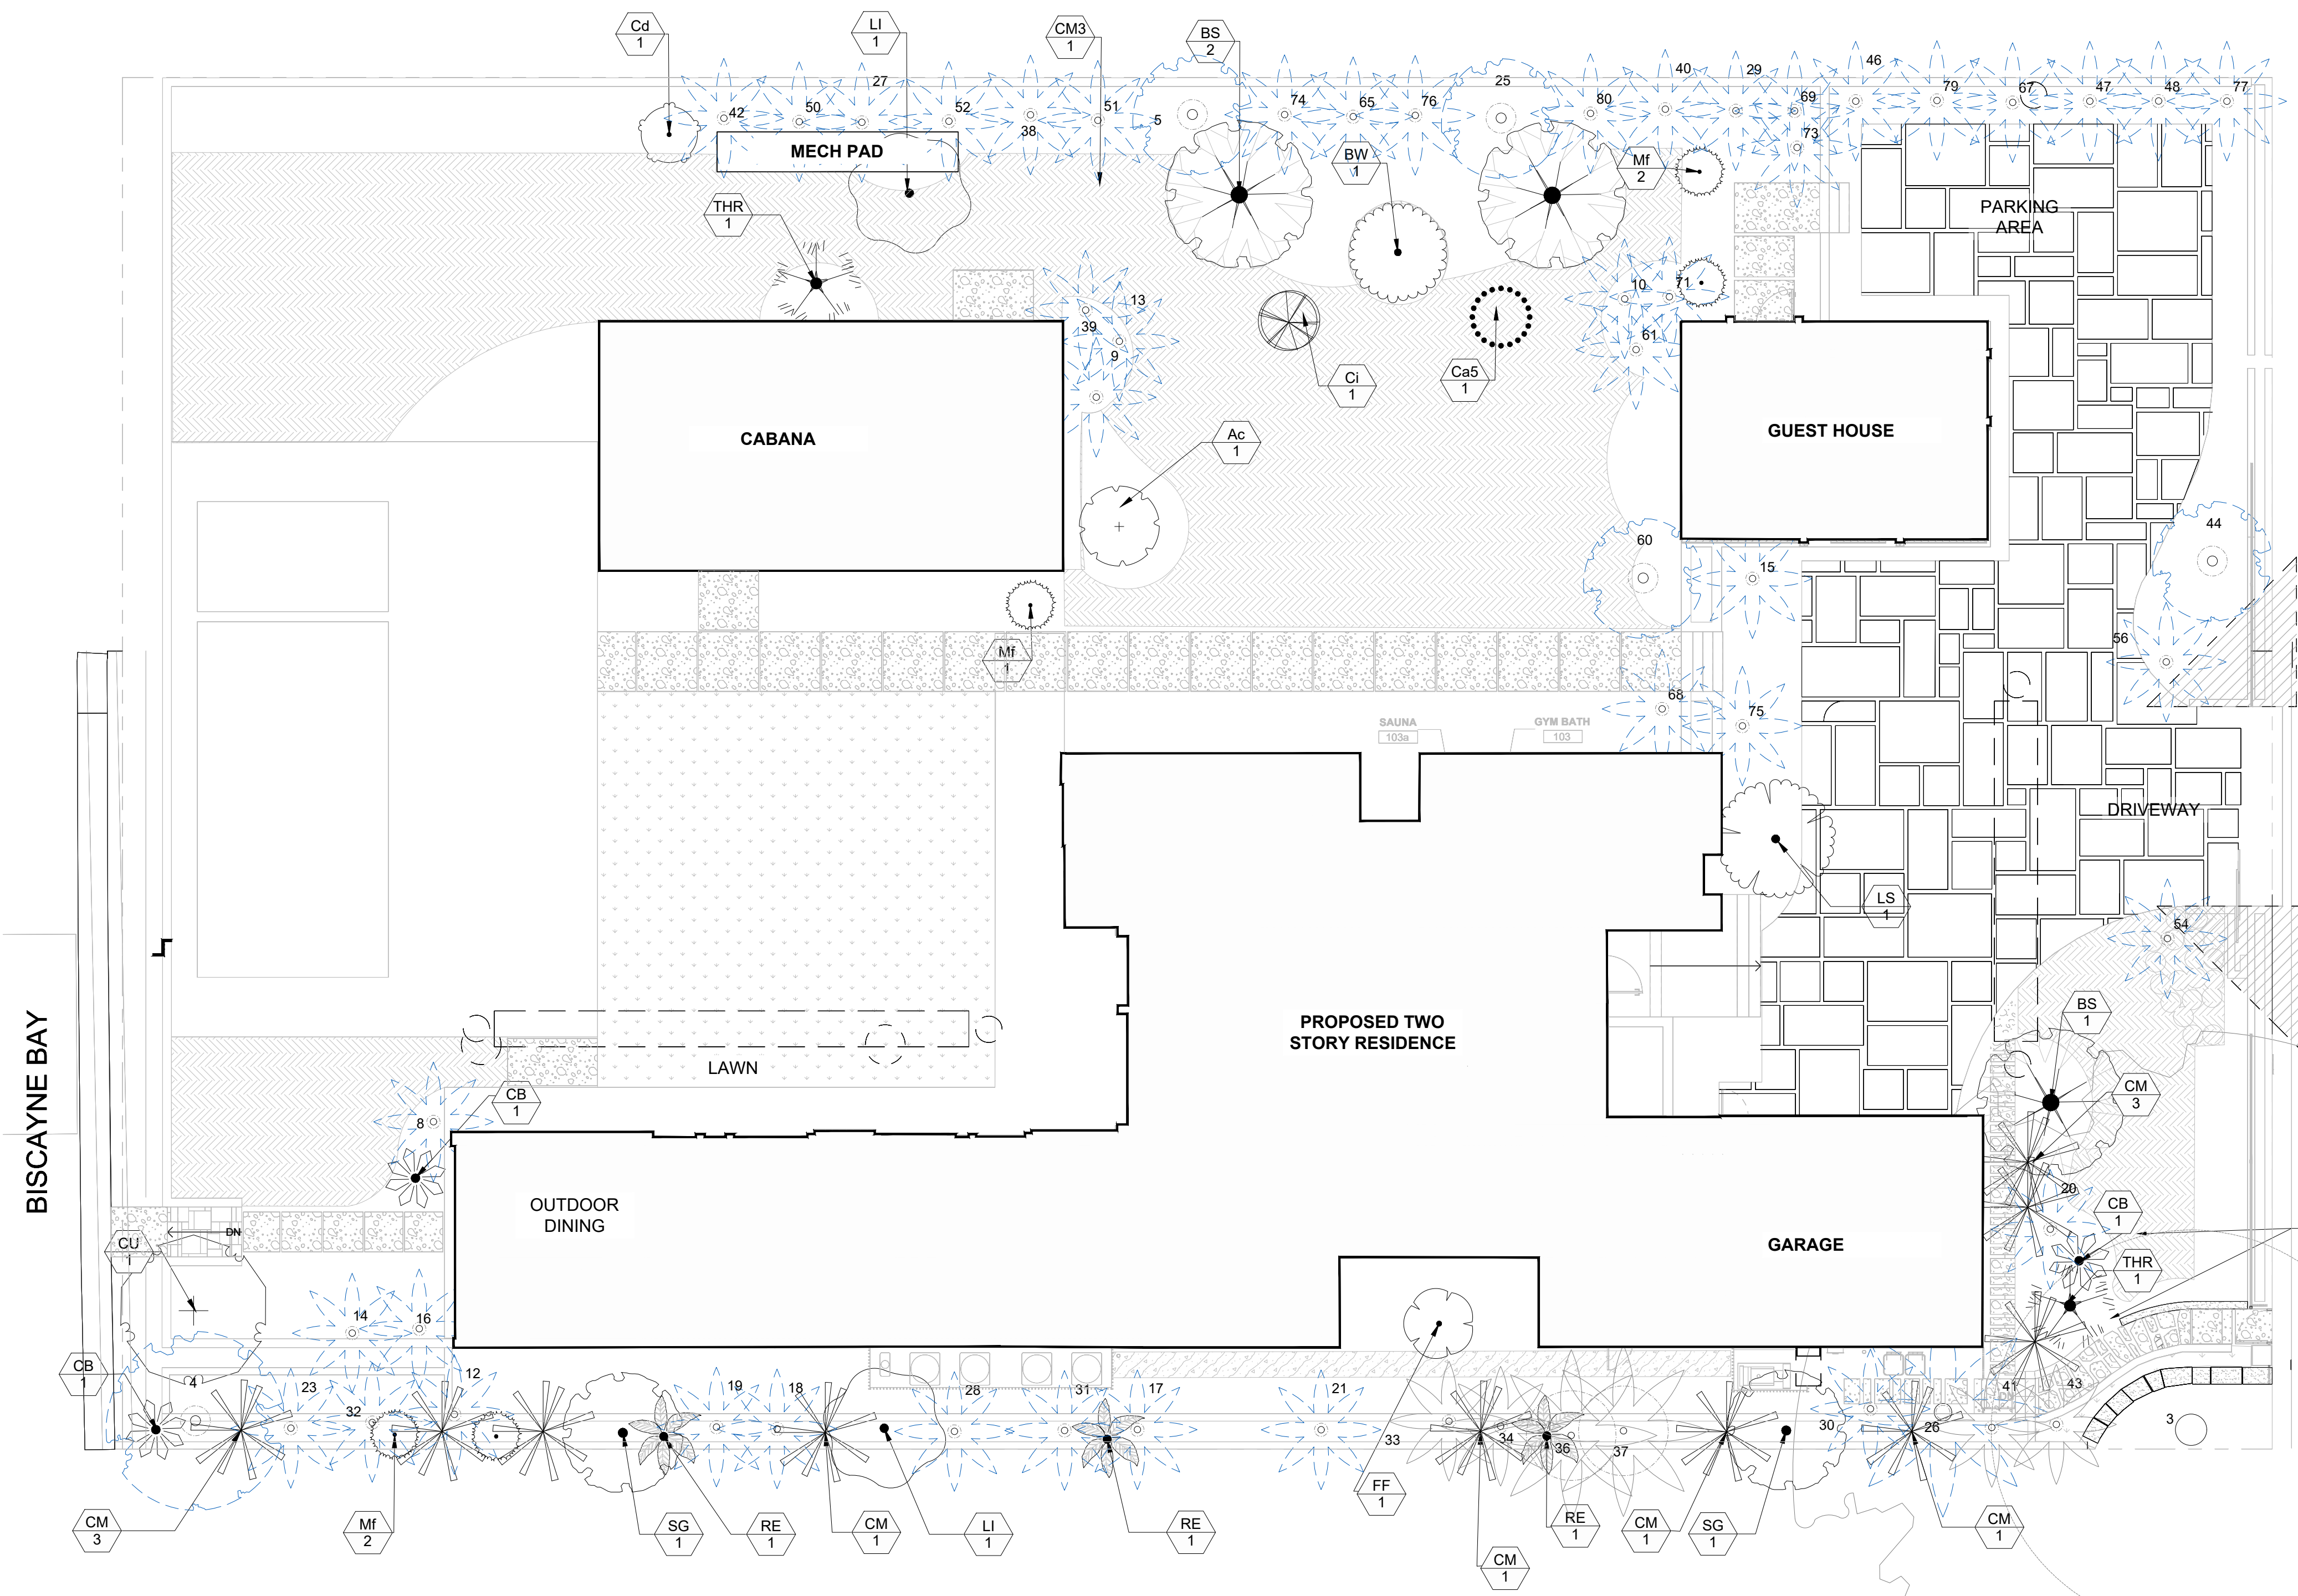 Cd
1
LI
1
CM3
1
BS
2
27
42
50
52
38
51
5
74
65
76
25
80
40
29
69
73
46
79
67
47
48
77
MECH PAD
BW
1
Mf
2
THR
1
PARKING
AREA
13
39
9
10
71
61
Ci
1
Ca5
1
Ac
1
CABANA
GUEST HOUSE
60
15
44
56
Mf
1
68
75
SAUNA
103a
GYM BATH
103
DRIVEWAY
LS
1
54
BISCAYNE BAY
PROPOSED TWO
STORY RESIDENCE
LAWN
BS
1
CM
3
8
CB
1
20
CB
1
THR
1
OUTDOOR
DINING
GARAGE
DN
CU
1
14
16
CB
1
4
23
32
12
19
18
28
31
17
21
33
34
36
37
30
26
41
43
3
CM
3
Mf
2
SG
1
RE
1
CM
1
LI
1
RE
1
FF
1
CM
1
RE
1
CM
1
SG
1
CM
1